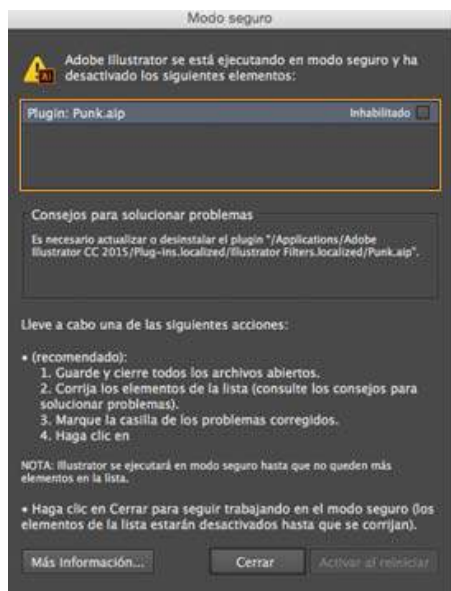 Modo seguro
Adobe Illustrator se está ejecutando en modo seguro y ha
desactivado los siguientes elementos:
Plugin: Punk.aip Inhabilitado
Consejos para solucionar problemas
Es necesario actualizar o desinstalar el plugin "/Applications/Adobe
Illustrator CC 2015/Plug-ins.localized/Illustrator Filters.localized/Punk.aip".
Lleve a cabo una de las siguientes acciones:
• (recomendado):
1. Guarde y cierre todos los archivos abiertos.
2. Corrija los elementos de la lista (consulte los consejos para
solucionar problemas).
3. Marque la casilla de los problemas corregidos.
4. Haga clic en
NOTA: Illustrator se ejecutará en modo seguro hasta que no queden más
elementos en la lista.
• Haga clic en Cerrar para seguir trabajando en el modo seguro (los
elementos de la lista estarán desactivados hasta que se corrijan).
Más información... Cerrar Activar al reiniciar